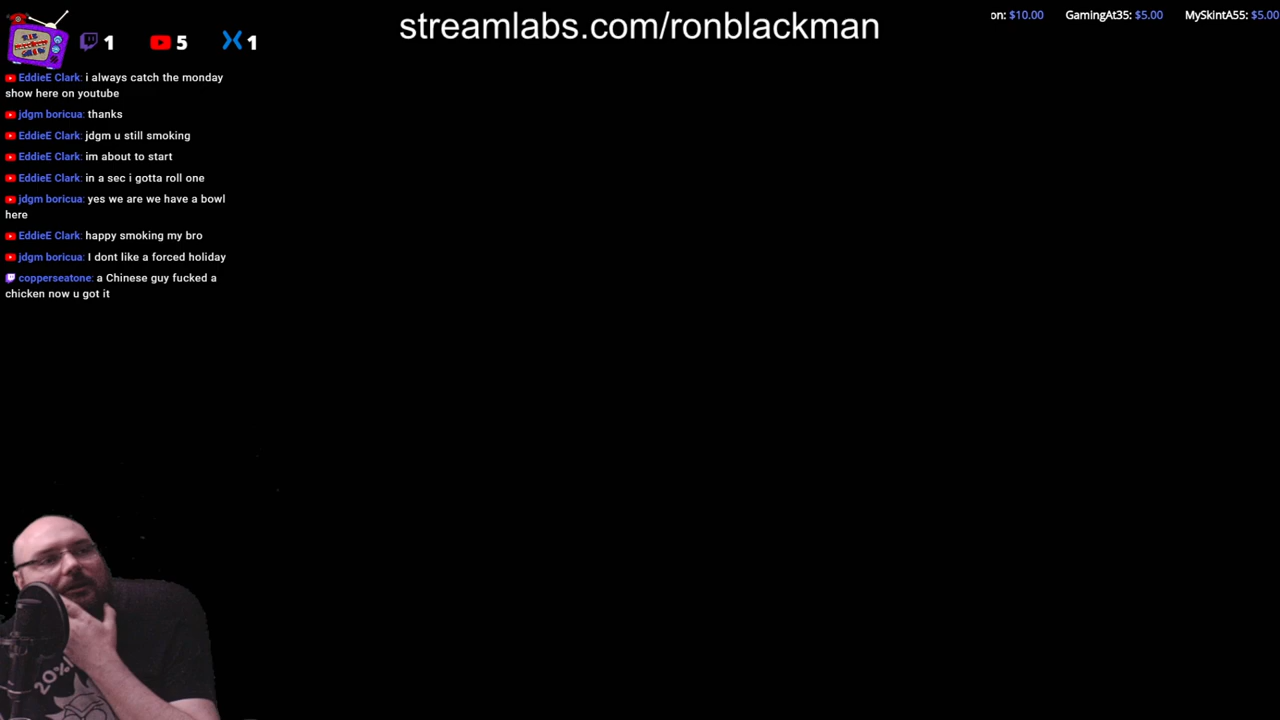 streamlabs.com/ronblackman
on: $10.00 GamingAt35: $5.00 MySkintA55: $5.00
1 5 1
EddieE Clark: i always catch the monday
show here on youtube
jdgm boricua: thanks
EddieE Clark: jdgm u still smoking
EddieE Clark: im about to start
EddieE Clark: in a sec i gotta roll one
jdgm boricua: yes we are we have a bowl
here
EddieE Clark: happy smoking my bro
jdgm boricua: I dont like a forced holiday
copperseatone: a Chinese guy fucked a
chicken now u got it
20%